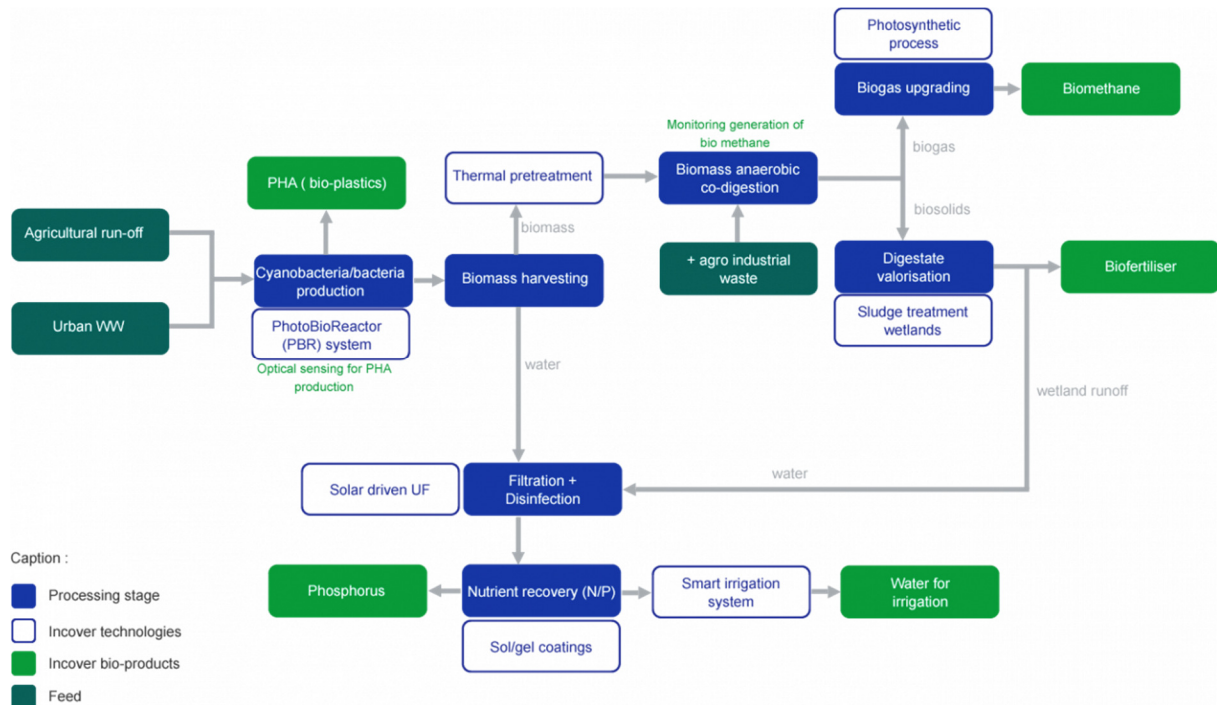 Photosynthetic
process
Biogas upgrading
Biomethane
Monitoring generation of
bio methane
biogas
PHA ( bio-plastics)
Thermal pretreatment
Biomass anaerobic
co-digestion
biomass
biosolids
Agricultural run-off
Cyanobacteria/bacteria
production
Biomass harvesting
+ agro industrial
waste
Digestate
valorisation
Biofertiliser
Urban WW
PhotoBioReactor
(PBR) system
Sludge treatment
wetlands
Optical sensing for PHA
production
water
wetland runoff
Solar driven UF
Filtration +
Disinfection
water
Caption :
Processing stage
Incover technologies
Incover bio-products
Feed
Phosphorus
Nutrient recovery (N/P)
Smart irrigation
system
Water for
irrigation
Sol/gel coatings